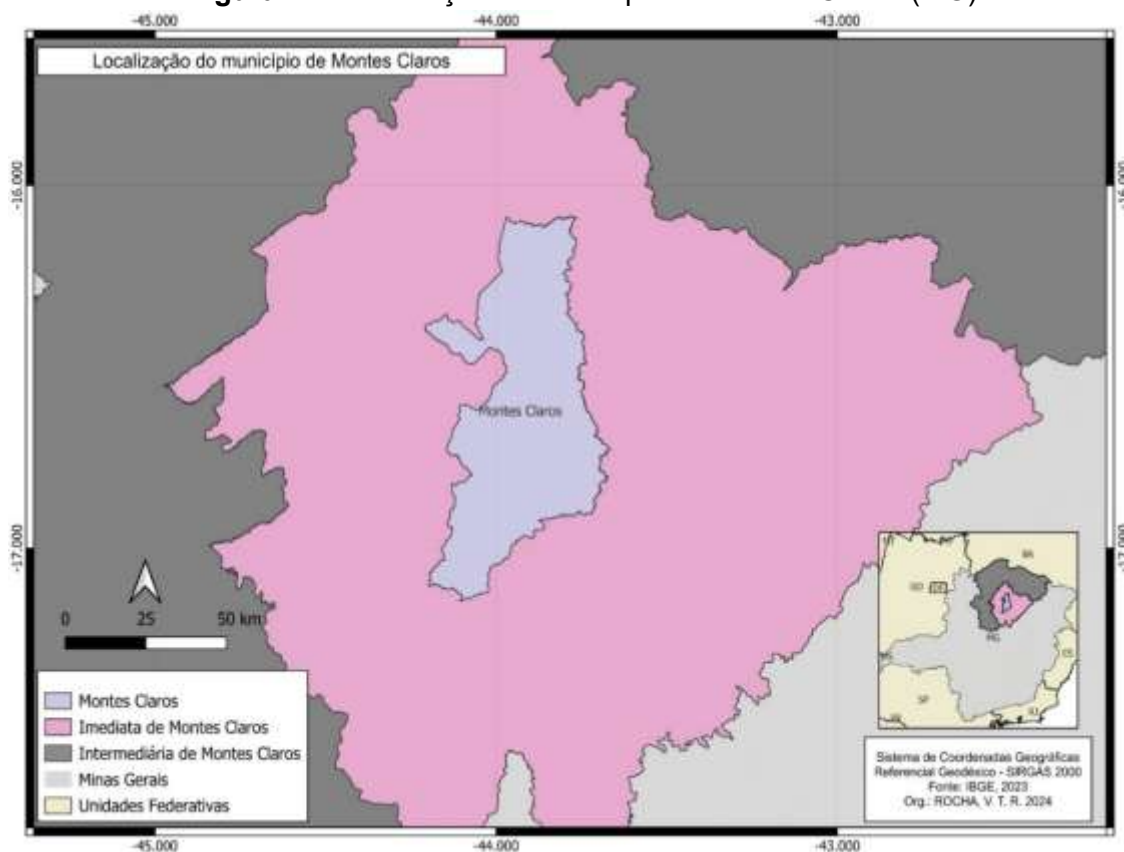 -45.000 -44.000 -43.000
Localização do município de Montes Claros
-16.000 -16.000
Montes Claros
-17.000 -17.000
0 25 50 km
Montes Claros
Imediata de Montes Claros
Intermediária de Montes Claros
Minas Gerais
Unidades Federativas
BA
GO DF
MG
ES
SP
RJ
Sistema de Coordenadas Geográficas
Referencial Geodésico - SIRGAS 2000
Fonte: IBGE, 2023
Org.: ROCHA, V. T. R. 2024
-45.000 -44.000 -43.000